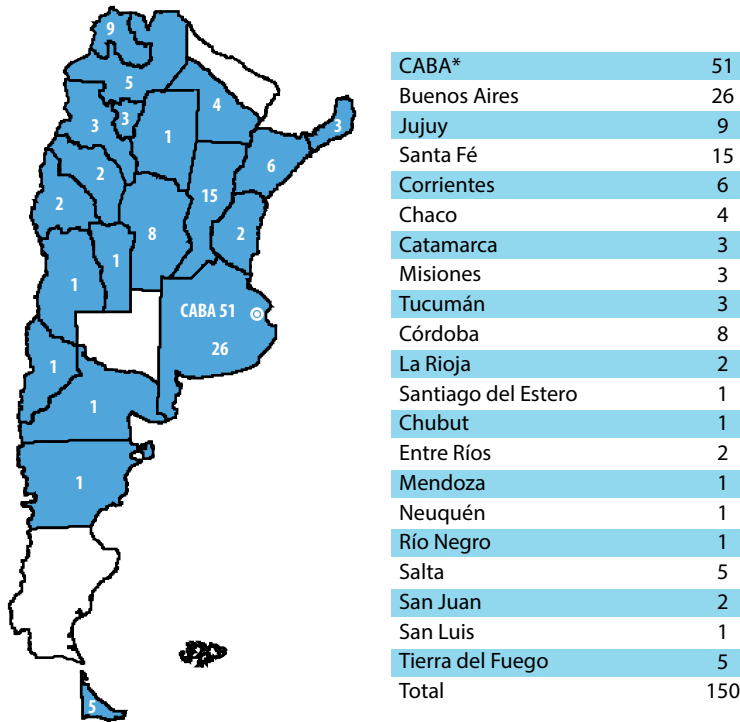 9
5
4
3
3
3
1
6
2
15
2
8
2
1
1
CABA 51
26
1
1
1
5
CABA* 51
Buenos Aires 26
Jujuy 9
Santa Fé 15
Corrientes 6
Chaco 4
Catamarca 3
Misiones 3
Tucumán 3
Córdoba 8
La Rioja 2
Santiago del Estero 1
Chubut 1
Entre Ríos 2
Mendoza 1
Neuquén 1
Río Negro 1
Salta 5
San Juan 2
San Luis 1
Tierra del Fuego 5
Total 150